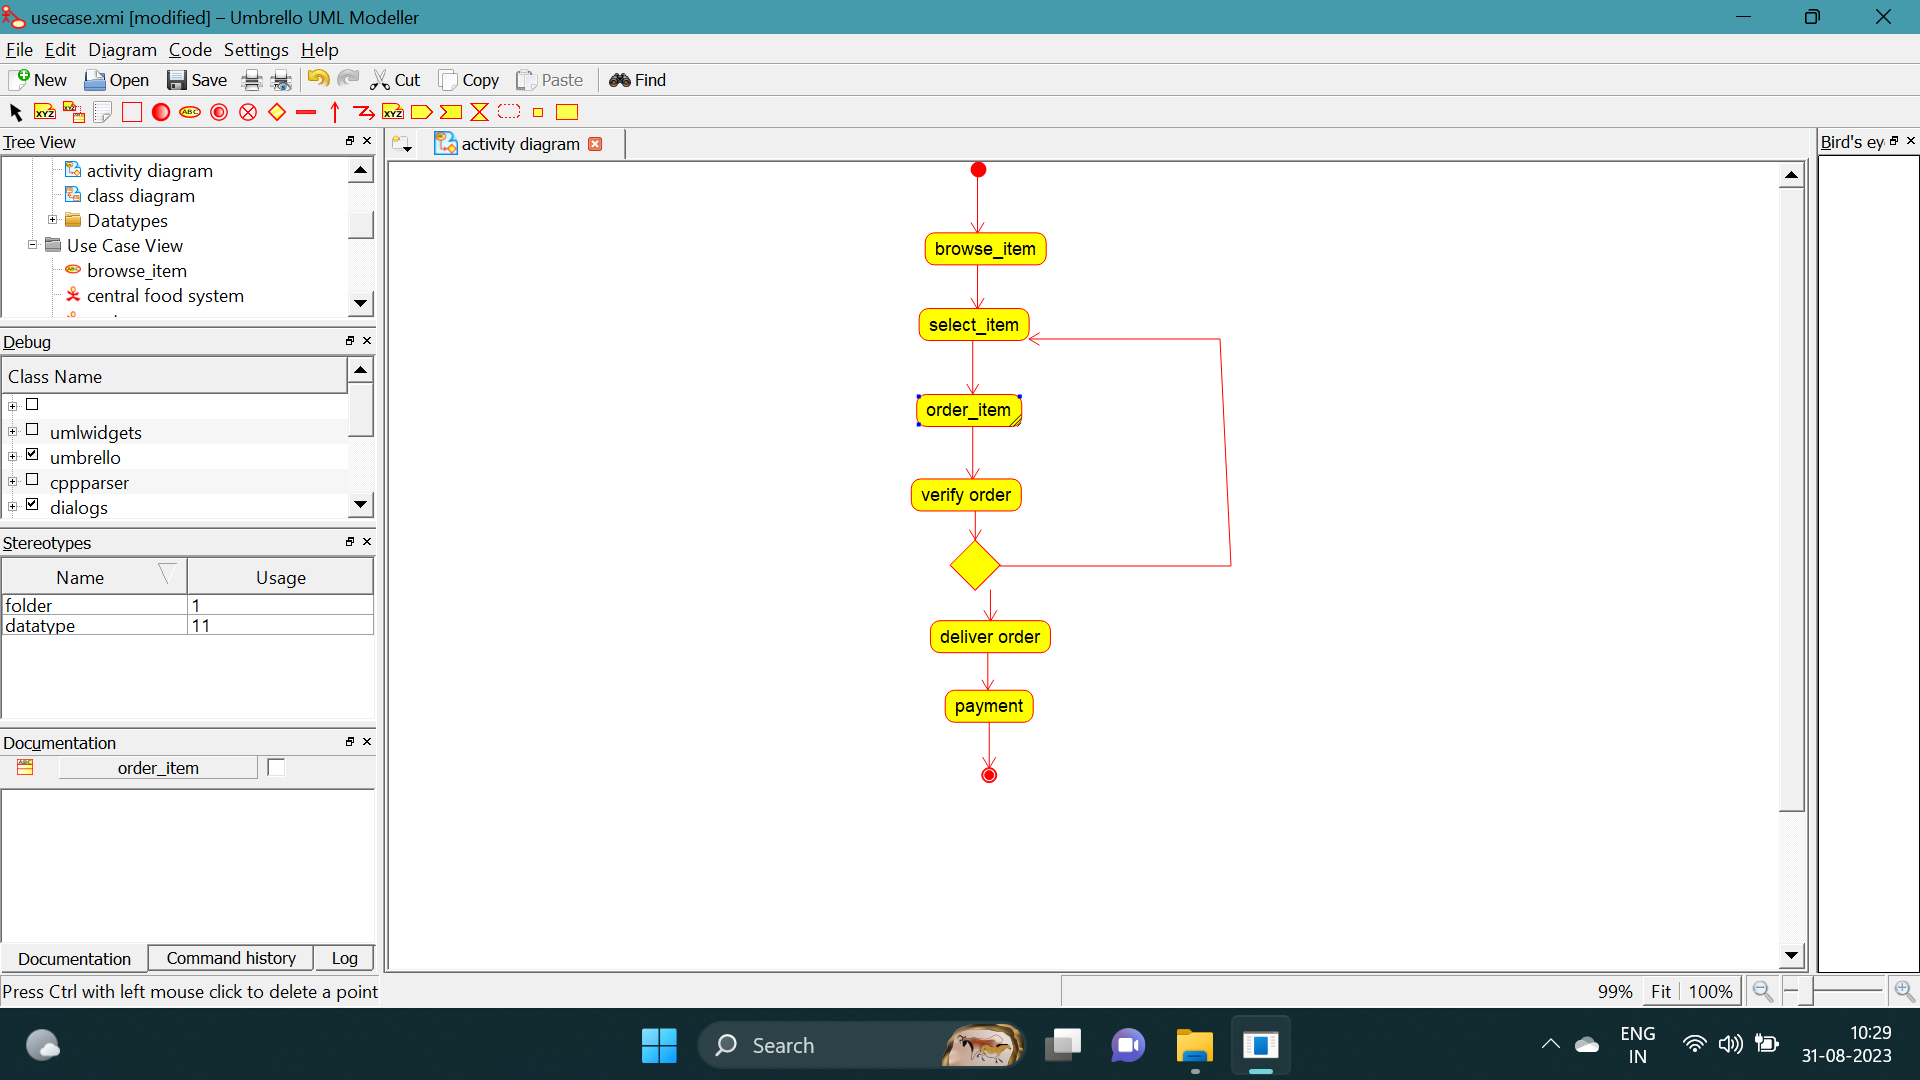 usecase.xmi [modified] – Umbrello UML Modeller
File Edit Diagram Code Settings Help
New Open Save Cut Copy Paste Find
XYZ XYZ ABC XYZ
Tree View
activity diagram
class diagram
Datatypes
Use Case View
browse_item
central food system
Debug
Class Name
umlwidgets
umbrello
cppparser
dialogs
Stereotypes
Name Usage
folder 1
datatype 11
Documentation
order_item
Documentation Command history Log
Press Ctrl with left mouse click to delete a point
activity diagram
browse_item
select_item
order_item
verify order
deliver order
payment
Bird's ey
99% Fit 100%
Search
ENG
IN
10:29
31-08-2023